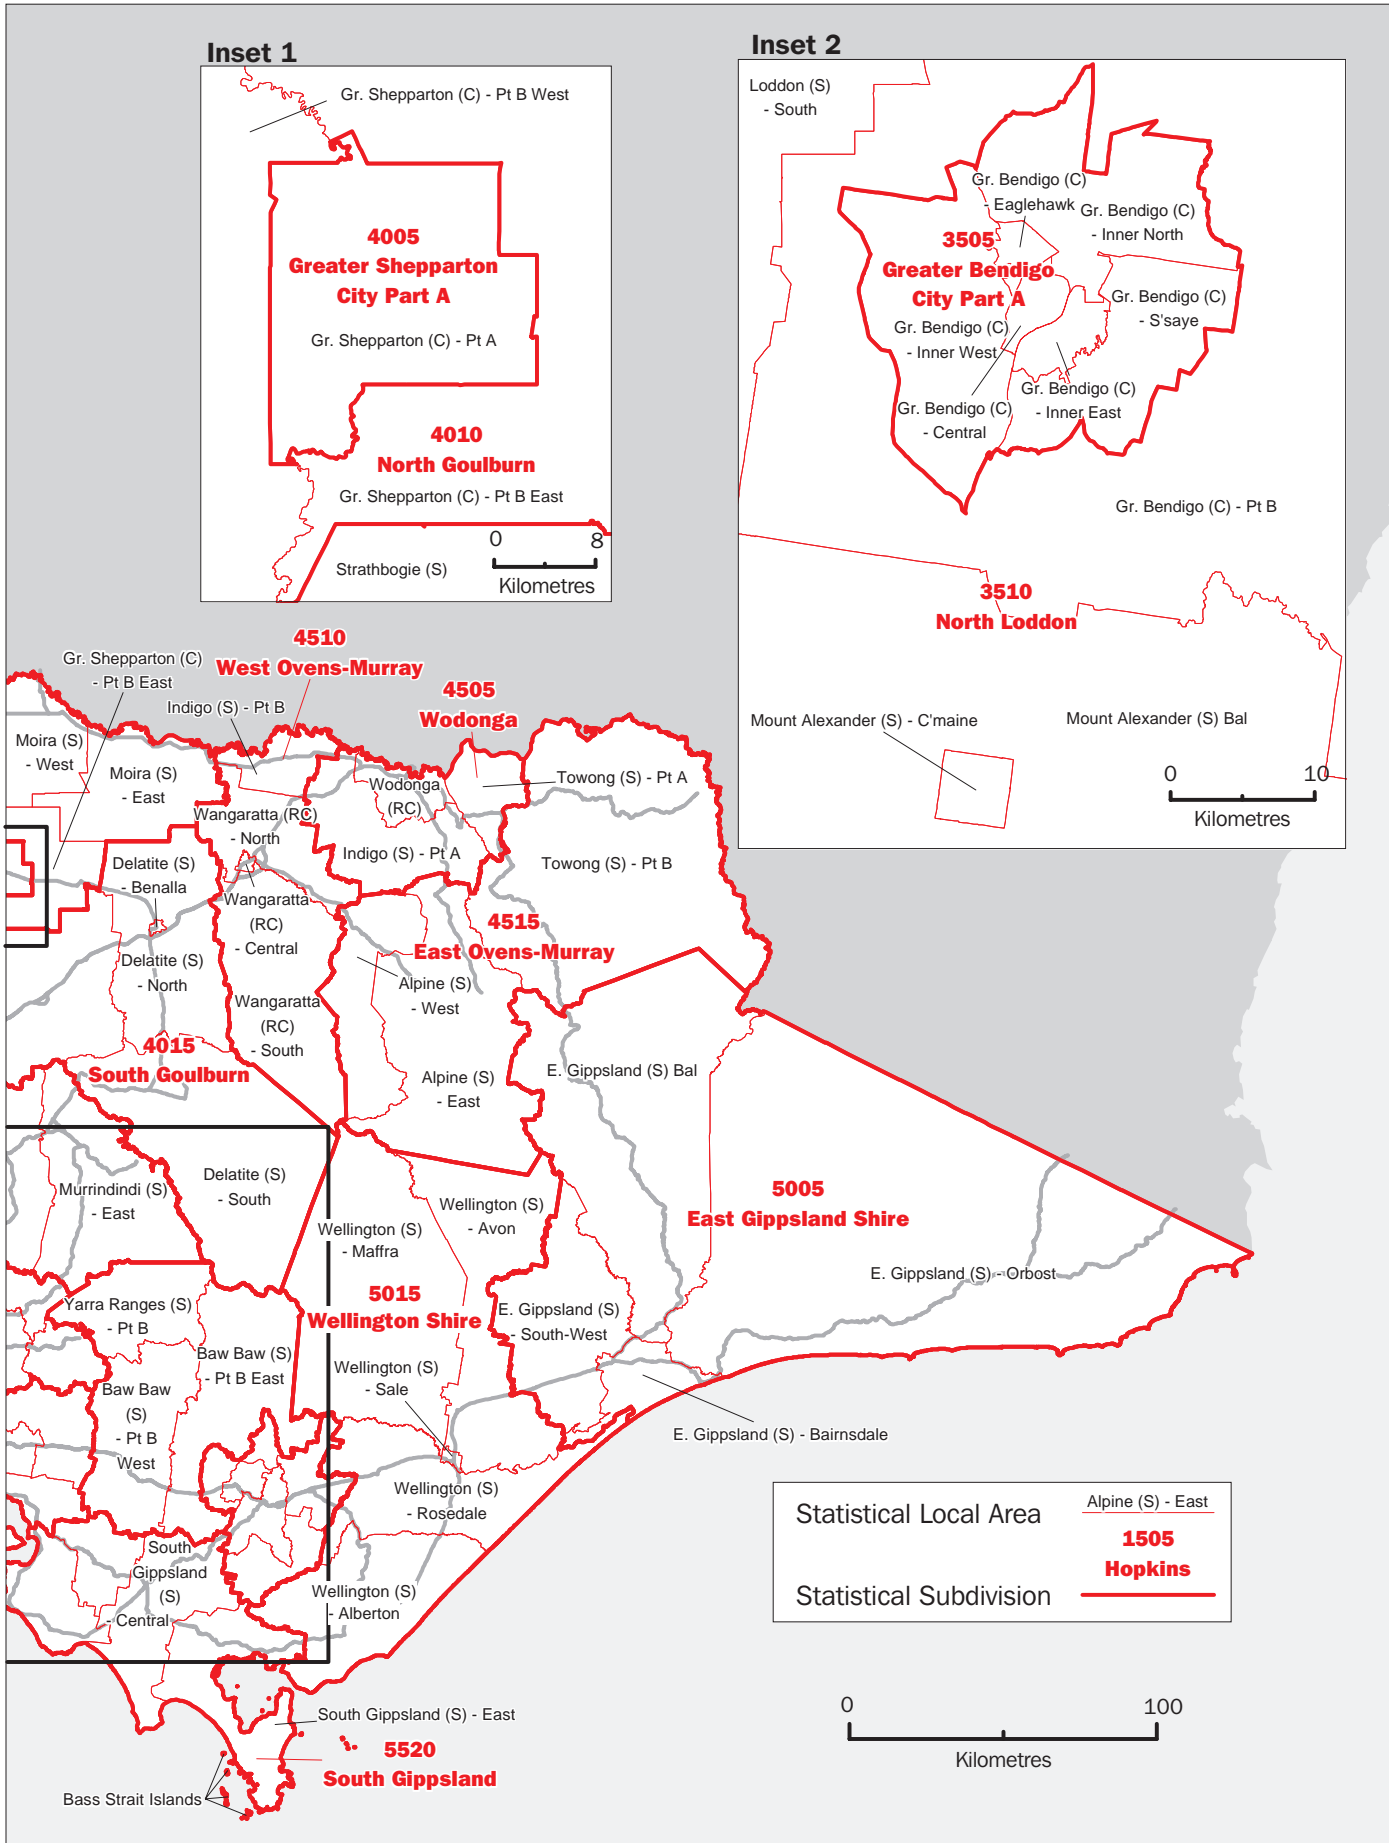 Inset 1
Gr. Shepparton (C) - Pt B West
4005
Greater Shepparton
City Part A
Gr. Shepparton (C) - Pt A
4010
North Goulburn
Gr. Shepparton (C) - Pt B East
Strathbogie (S)
0 8
Kilometres
Inset 2
Loddon (S)
- South
Gr. Bendigo (C)
- Eaglehawk
Gr. Bendigo (C)
- Inner North
3505
Greater Bendigo
City Part A
Gr. Bendigo (C)
- S'saye
Gr. Bendigo (C)
- Inner West
Gr. Bendigo (C)
- Inner East
Gr. Bendigo (C)
- Central
Gr. Bendigo (C) - Pt B
3510
North Loddon
Mount Alexander (S) - C'maine
Mount Alexander (S) Bal
0 10
Kilometres
4510
West Ovens-Murray
Gr. Shepparton (C)
- Pt B East
Indigo (S) - Pt B
4505
Wodonga
Moira (S)
- West
Moira (S)
- East
Wodonga
(RC)
Towong (S) - Pt A
Wangaratta (RC)
- North
Indigo (S) - Pt A
Towong (S) - Pt B
Delatite (S)
- Benalla
Wangaratta
(RC)
- Central
4515
East Ovens-Murray
Delatite (S)
- North
Alpine (S)
- West
Wangaratta
(RC)
- South
4015
South Goulburn
Alpine (S)
- East
E. Gippsland (S) Bal
Murrindindi (S)
- East
Delatite (S)
- South
Wellington (S)
- Avon
Wellington (S)
- Maffra
5005
East Gippsland Shire
E. Gippsland (S) - Orbost
5015
Wellington Shire
Yarra Ranges (S)
- Pt B
E. Gippsland (S)
- South-West
Baw Baw (S)
- Pt B East
Wellington (S)
- Sale
Baw Baw
(S)
- Pt B
West
E. Gippsland (S) - Bairnsdale
Wellington (S)
- Rosedale
South
Gippsland
(S)
- Central
Wellington (S)
- Alberton
Statistical Local Area
Alpine (S) - East
1505
Hopkins
Statistical Subdivision
South Gippsland (S) - East
5520
South Gippsland
Bass Strait Islands
0 100
Kilometres